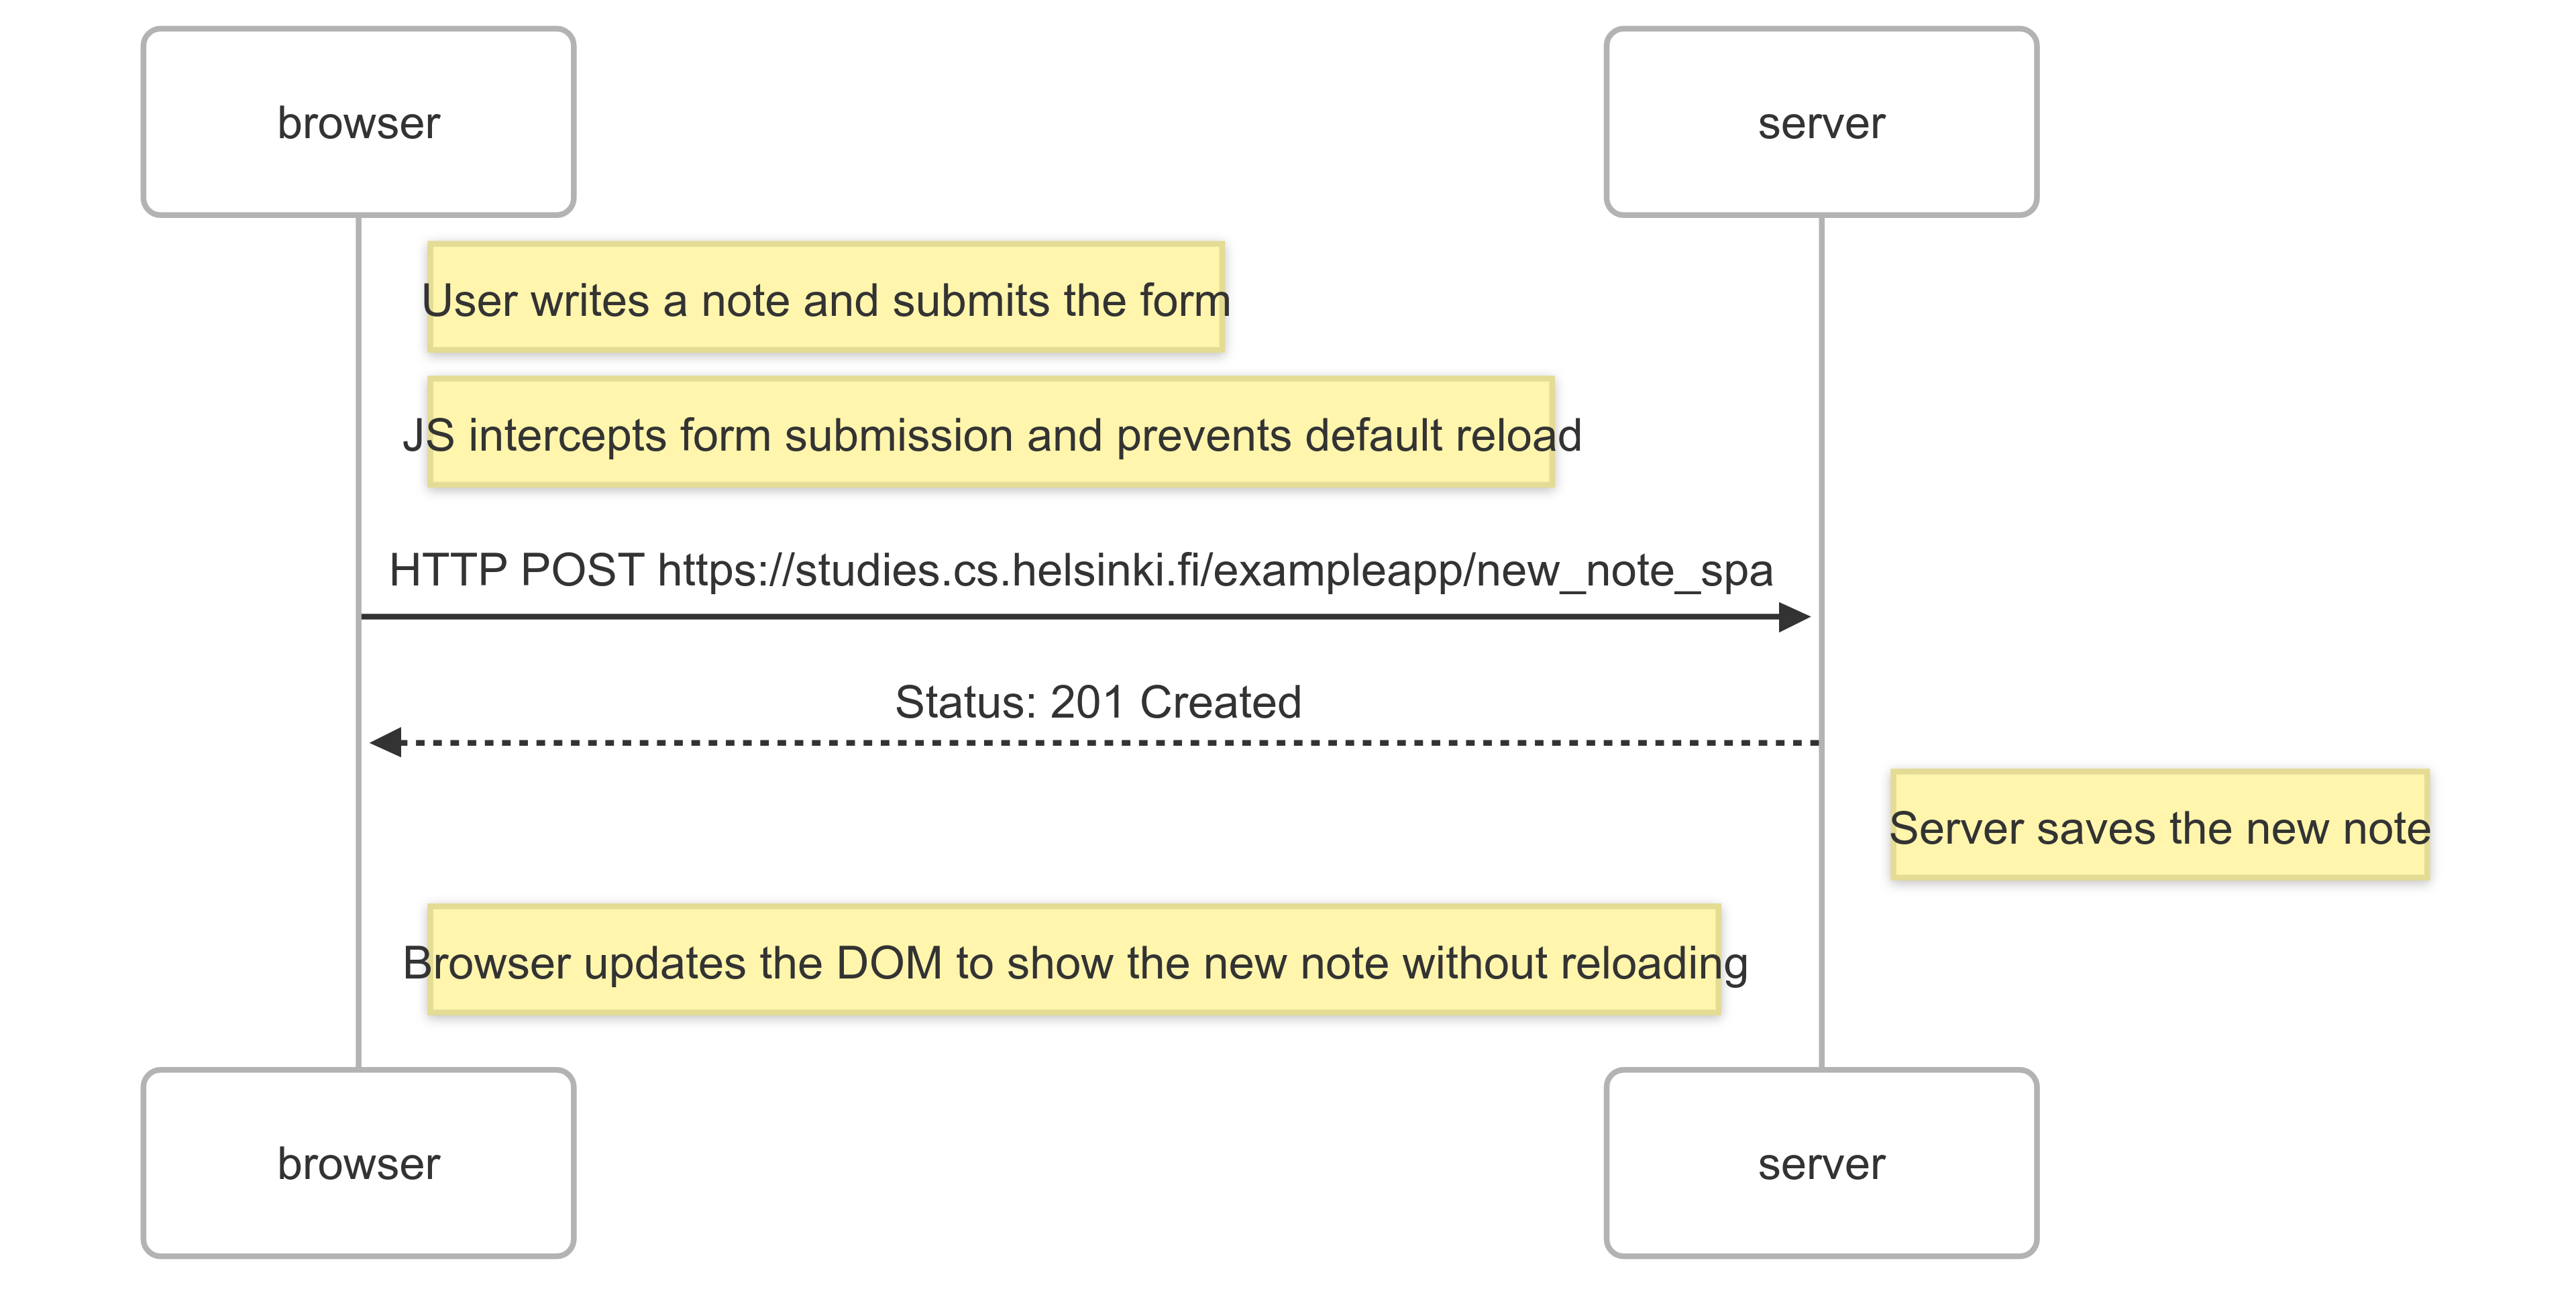 browser
server
User writes a note and submits the form
JS intercepts form submission and prevents default reload
HTTP POST https://studies.cs.helsinki.fi/exampleapp/new_note_spa
Status: 201 Created
Server saves the new note
Browser updates the DOM to show the new note without reloading
browser
server